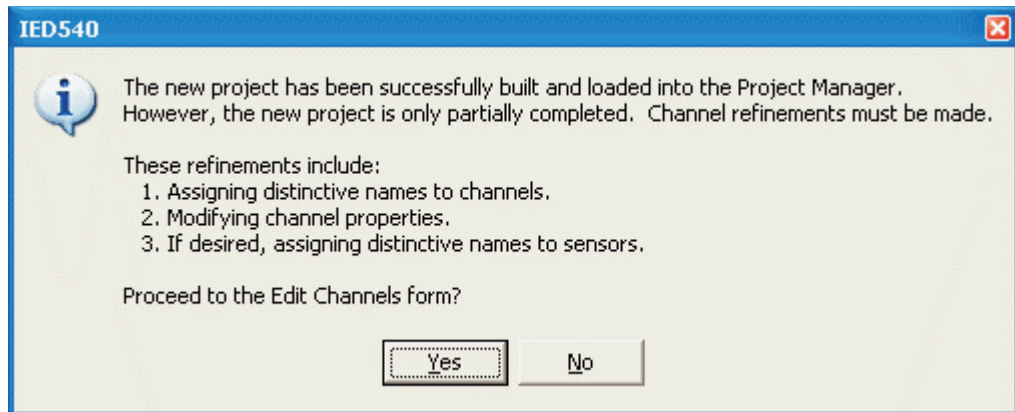 IED540
The new project has been successfully built and loaded into the Project Manager.
However, the new project is only partially completed.  Channel refinements must be made.
These refinements include:
1. Assigning distinctive names to channels.
2. Modifying channel properties.
3. If desired, assigning distinctive names to sensors.
Proceed to the Edit Channels form?
Yes
No